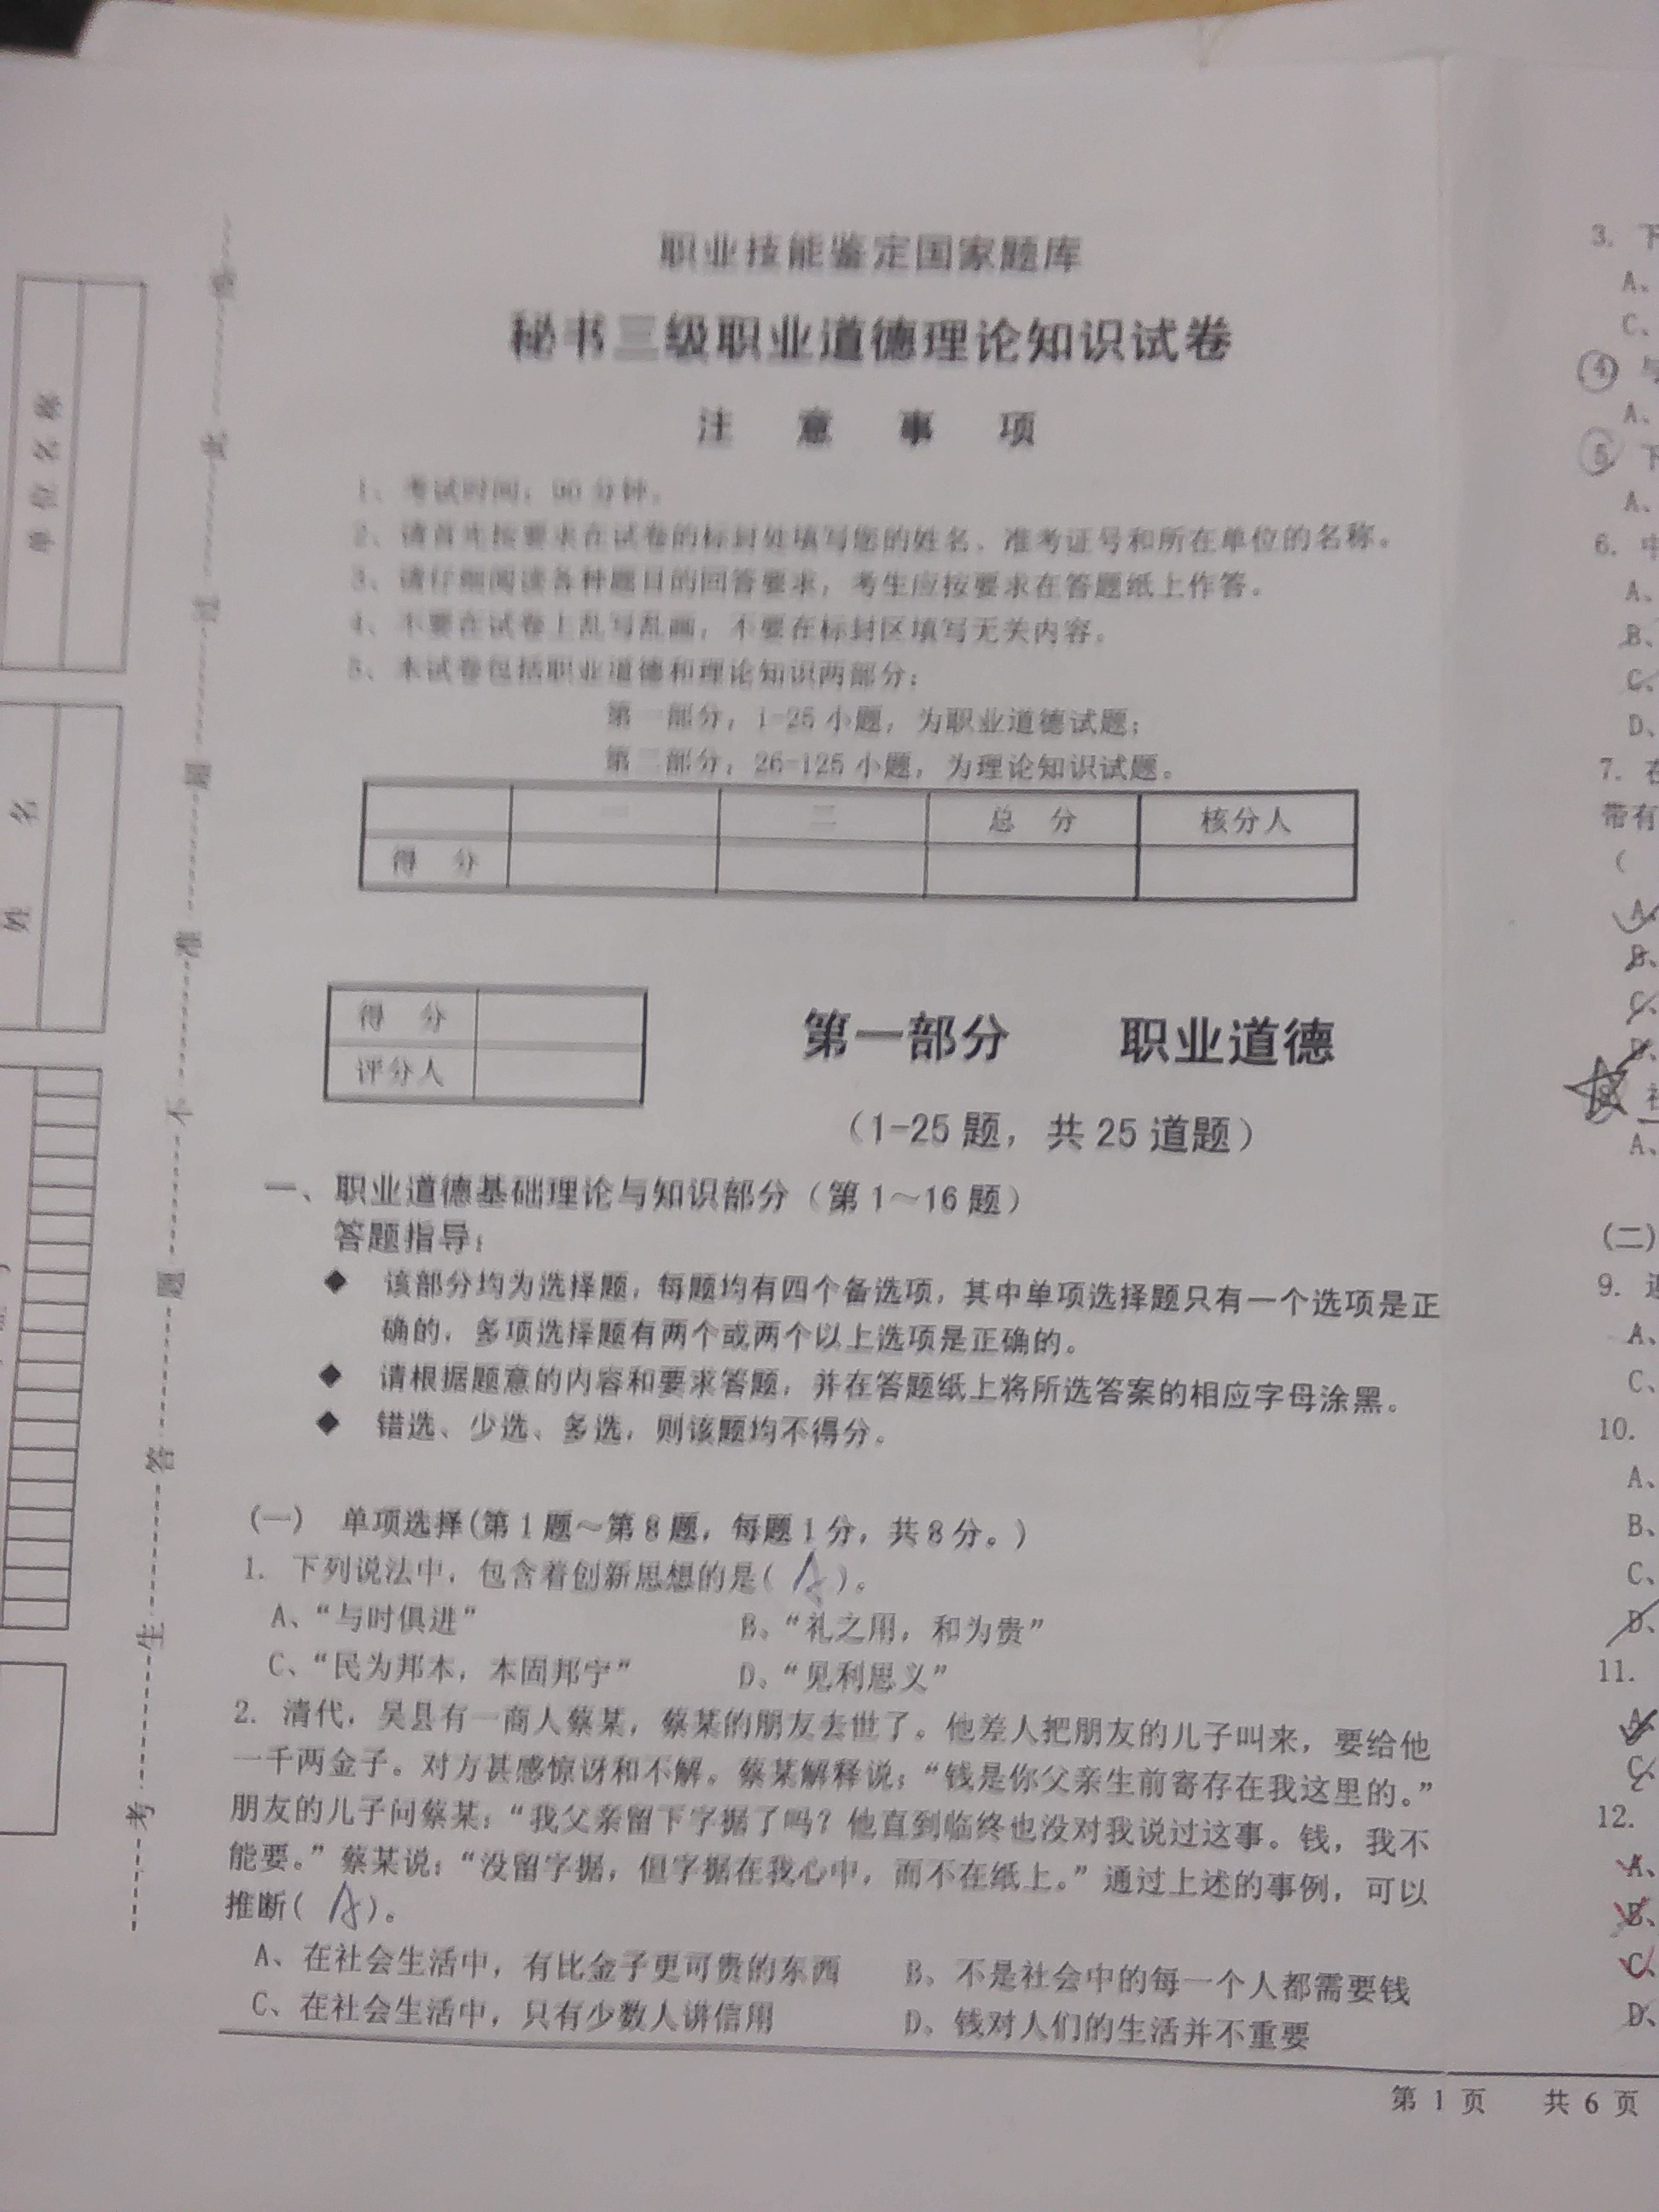 职业技能鉴定国家题库
秘书三级职业道德理论知识试卷
注 意 事 项
1、考试时间：90分钟。
2、请首先按要求在试卷的标封处填写您的姓名、准考证号和所在单位的名称。
3、请仔细阅读各种题目的回答要求，考生应按要求在答题纸上作答。
4、不要在试卷上乱写乱画，不要在标封区填写无关内容。
5、本试卷包括职业道德和理论知识两部分：
第一部分，1-25小题，为职业道德试题；
第二部分，26-125小题，为理论知识试题。
一 二 总 分 核分人
得 分
得 分
评分人
第一部分 职业道德
（1-25题，共25道题）
一、职业道德基础理论与知识部分（第1～16题）
答题指导：
◆ 该部分均为选择题，每题均有四个备选项，其中单项选择题只有一个选项是正
确的，多项选择题有两个或两个以上选项是正确的。
◆ 请根据题意的内容和要求答题，并在答题纸上将所选答案的相应字母涂黑。
◆ 错选、少选、多选，则该题均不得分。
(一) 单项选择(第1题～第8题，每题1分，共8分。)
1. 下列说法中，包含着创新思想的是( A )。
A、“与时俱进” B、“礼之用，和为贵”
C、“民为邦本，本固邦宁” D、“见利思义”
2. 清代，吴县有一商人蔡某，蔡某的朋友去世了。他差人把朋友的儿子叫来，要给他
一千两金子。对方甚感惊讶和不解。蔡某解释说：“钱是你父亲生前寄存在我这里的。”
朋友的儿子问蔡某：“我父亲留下字据了吗？他直到临终也没对我说过这事。钱，我不
能要。”蔡某说：“没留字据，但字据在我心中，而不在纸上。”通过上述的事例，可以
推断( A )。
A、在社会生活中，有比金子更可贵的东西 B、不是社会中的每一个人都需要钱
C、在社会生活中，只有少数人讲信用 D、钱对人们的生活并不重要
第 1 页 共 6 页
单位名称
姓 名
考生答题不准超过此
3. 下
A、
C、
4 与
A、
5. 下
A、
6. 中
A、
B、
C、
D、
7. 在
带有
(
A、
B、
C、
D、
8 社
A、
(二)
9.
A、
C、
10.
A、
B、
C、
D、
11.
A、
C、
12.
A、
B、
C、
D、